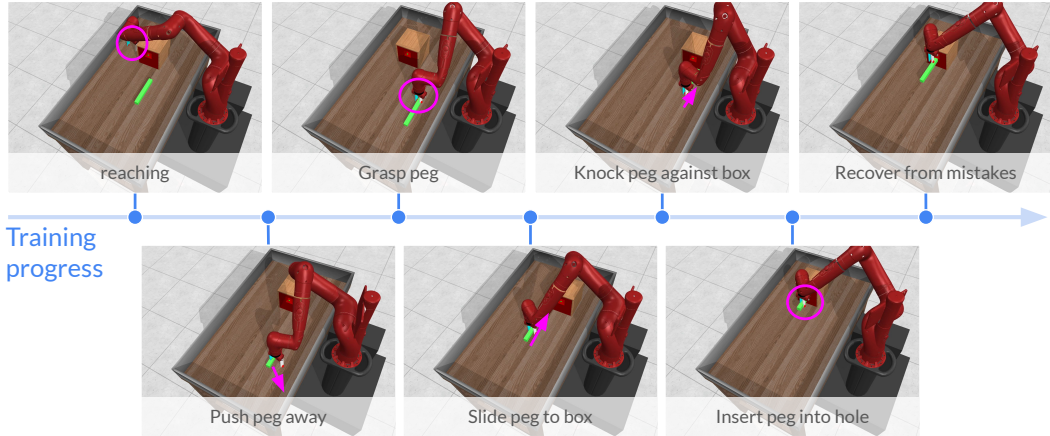 reaching
Grasp peg
Knock peg against box
Recover from mistakes
Training
progress
Push peg away
Slide peg to box
Insert peg into hole